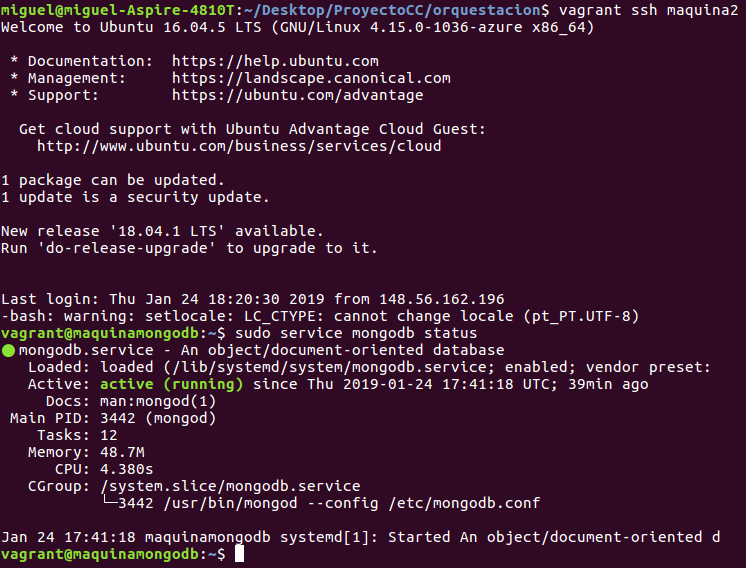 miguel@miguel-Aspire-4810T:~/Desktop/ProyectoCC/orquestacion$ vagrant ssh maquina2
Welcome to Ubuntu 16.04.5 LTS (GNU/Linux 4.15.0-1036-azure x86_64)

 * Documentation:  https://help.ubuntu.com
 * Management:     https://landscape.canonical.com
 * Support:        https://ubuntu.com/advantage

  Get cloud support with Ubuntu Advantage Cloud Guest:
    http://www.ubuntu.com/business/services/cloud

1 package can be updated.
1 update is a security update.

New release '18.04.1 LTS' available.
Run 'do-release-upgrade' to upgrade to it.


Last login: Thu Jan 24 18:20:30 2019 from 148.56.162.196
-bash: warning: setlocale: LC_CTYPE: cannot change locale (pt_PT.UTF-8)
vagrant@maquinamongodb:~$ sudo service mongodb status
● mongodb.service - An object/document-oriented database
   Loaded: loaded (/lib/systemd/system/mongodb.service; enabled; vendor preset:
   Active: active (running) since Thu 2019-01-24 17:41:18 UTC; 39min ago
     Docs: man:mongod(1)
 Main PID: 3442 (mongod)
    Tasks: 12
   Memory: 48.7M
      CPU: 4.380s
   CGroup: /system.slice/mongodb.service
           └─3442 /usr/bin/mongod --config /etc/mongodb.conf

Jan 24 17:41:18 maquinamongodb systemd[1]: Started An object/document-oriented d
vagrant@maquinamongodb:~$